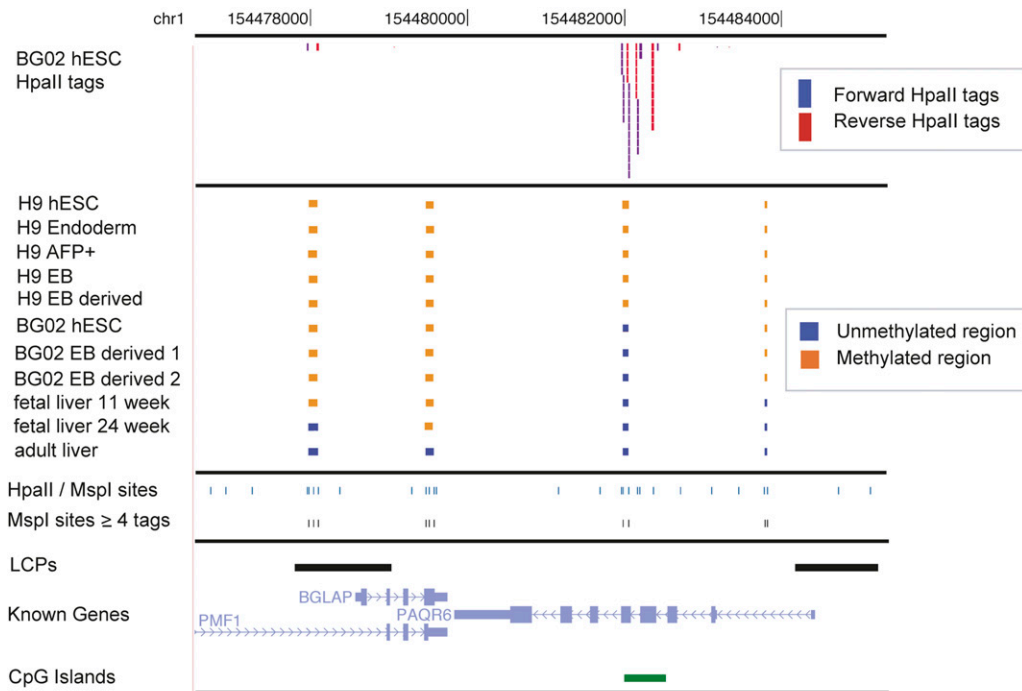 chr1 154478000 154480000 154482000 154484000
BG02 hESC
HpaII tags
Forward HpaII tags
Reverse HpaII tags
H9 hESC
H9 Endoderm
H9 AFP+
H9 EB
H9 EB derived
BG02 hESC
BG02 EB derived 1
BG02 EB derived 2
fetal liver 11 week
fetal liver 24 week
adult liver
Unmethylated region
Methylated region
HpaII / MspI sites
MspI sites ≥ 4 tags
LCPs
BGLAP
Known Genes
PAQR6
PMF1
CpG Islands